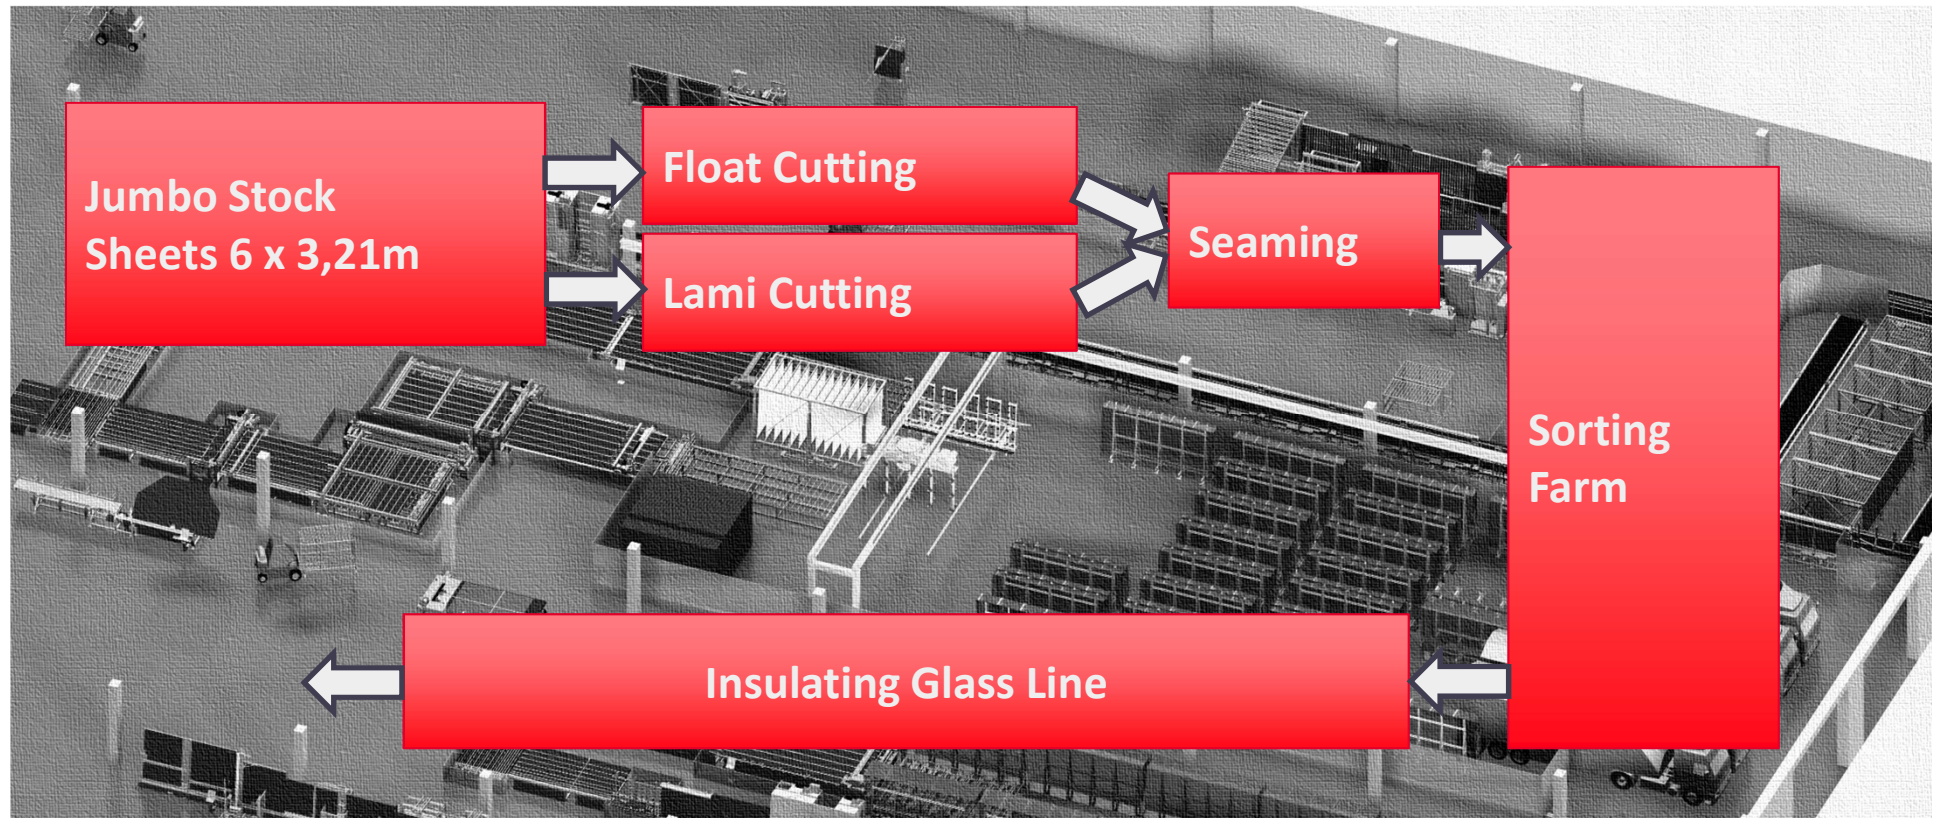 Jumbo Stock
Sheets 6 x 3,21m
Float Cutting
Lami Cutting
Seaming
Sorting
Farm
Insulating Glass Line